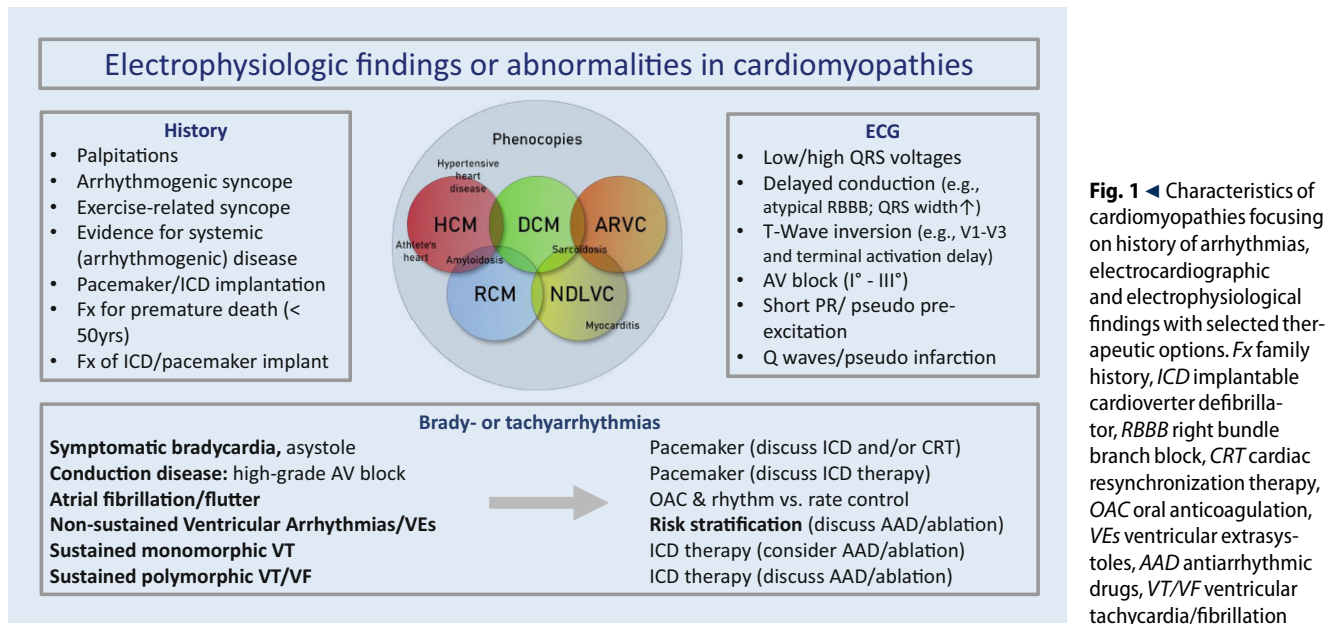 Electrophysiologic findings or abnormalities in cardiomyopathies
History
• Palpitations
• Arrhythmogenic syncope
• Exercise-related syncope
• Evidence for systemic
(arrhythmogenic) disease
• Pacemaker/ICD implantation
• Fx for premature death (<
50yrs)
• Fx of ICD/pacemaker implant
Phenocopies
Hypertensive
heart
disease
HCM
DCM
ARVC
Athlete's
heart
Amyloidosis
Sarcoidosis
RCM
NDLVC
Myocarditis
ECG
• Low/high QRS voltages
• Delayed conduction (e.g.,
atypical RBBB; QRS width↑)
• T-Wave inversion (e.g., V1-V3
and terminal activation delay)
• AV block (I° - III°)
• Short PR/ pseudo pre-
excitation
• Q waves/pseudo infarction
Brady- or tachyarrhythmias
Symptomatic bradycardia, asystole
Conduction disease: high-grade AV block
Atrial fibrillation/flutter
Non-sustained Ventricular Arrhythmias/VEs
Sustained monomorphic VT
Sustained polymorphic VT/VF
Pacemaker (discuss ICD and/or CRT)
Pacemaker (discuss ICD therapy)
OAC & rhythm vs. rate control
Risk stratification (discuss AAD/ablation)
ICD therapy (consider AAD/ablation)
ICD therapy (discuss AAD/ablation)
Fig. 1 ◄ Characteristics of
cardiomyopathies focusing
on history of arrhythmias,
electrocardiographic
and electrophysiological
findings with selected ther-
apeutic options. Fx family
history, ICD implantable
cardioverter defibrilla-
tor, RBBB right bundle
branch block, CRT cardiac
resynchronization therapy,
OAC oral anticoagulation,
VEs ventricular extrasys-
toles, AAD antiarrhythmic
drugs, VT/VF ventricular
tachycardia/fibrillation